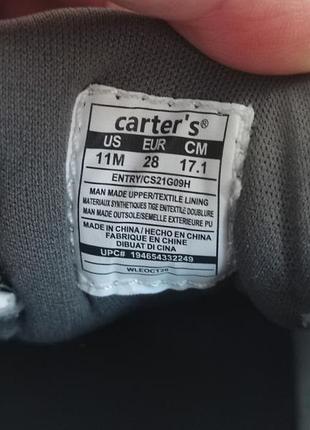 carter's®
US EUR CM
11M 28 17.1
ENTRY/CS21G09H
MAN MADE UPPER/TEXTILE LINING
MATERIAUX SYNTHETIQUES TIGE ENTEXTILE DOUBLURE
MAN MADE OUTSOLE/SEMELLE EXTERIEURE PU
MADE IN CHINA / HECHO EN CHINA
FABRIQUE EN CHINE
DIBUAT DI CINA
UPC# 194654332249
WLEOCT20